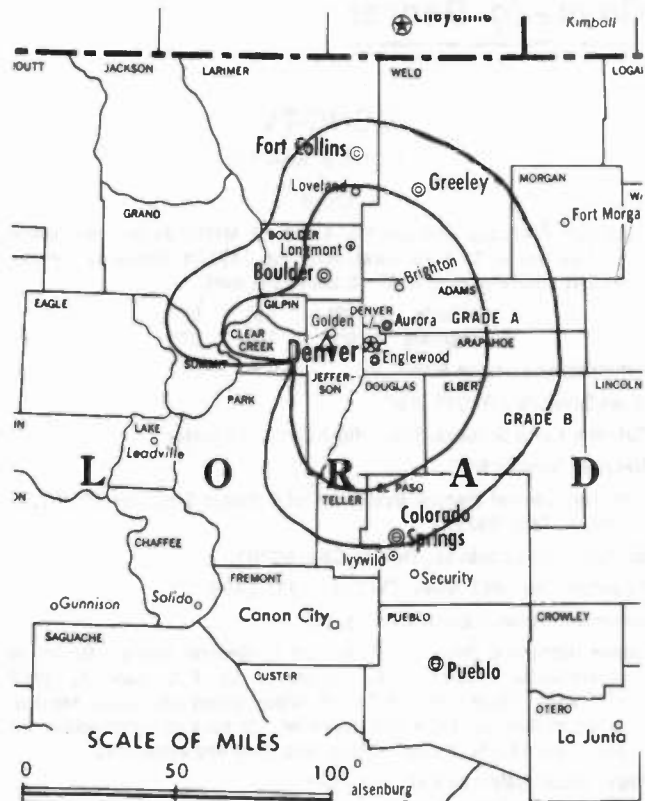 Cheyenne
Kimball
JACKSON
LARIMER
WELD
Fort Collins
Loveland
Greeley
MORGAN
Fort Morga
GRAND
BOULDER
Longmont
Boulder
Brighton
EAGLE
GILPIN
ADAMS
DENVER
Golden
Aurora
GRADE A
CLEAR
CREEK
Denver
ARAPAHOE
Englewood
SUMMIT
JEFFER-
SON
DOUGLAS
ELBERT
LINCOLN
PARK
GRADE B
LAKE
Leadville
L O R A D
TELLER
EL PASO
Colorado
Springs
CHAFFEE
Ivywild
FREMONT
Security
Gunnison
Salido
Canon City
PUEBLO
CROWLEY
SAGUACHE
CUSTER
Pueblo
OTERO
La Junta
SCALE OF MILES
0 50 100
alsenburg